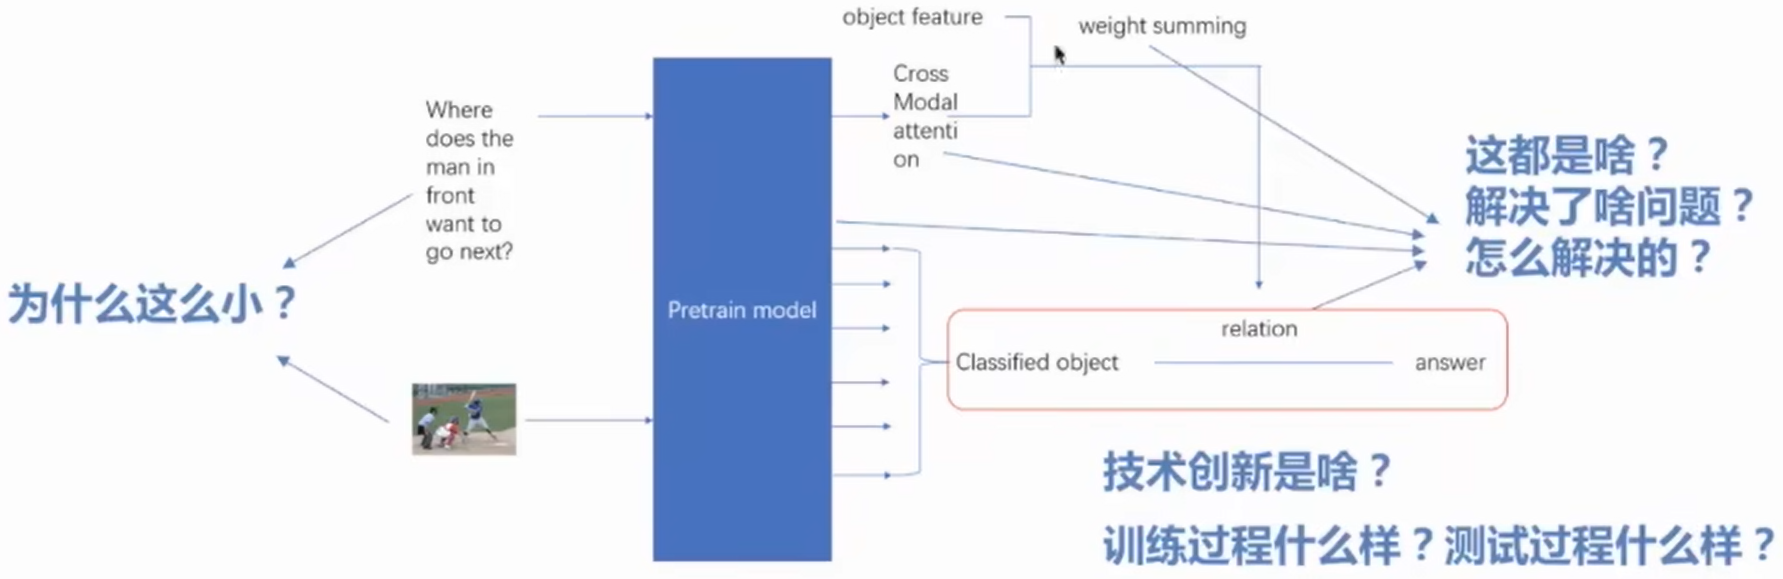 object feature
weight summing
Cross
Modal
attenti
on
Where
does the
man in
front
want to
go next?
这都是啥？
解决了啥问题？
怎么解决的？
为什么这么小？
Pretrain model
relation
Classified object
answer
技术创新是啥？
训练过程什么样？测试过程什么样？